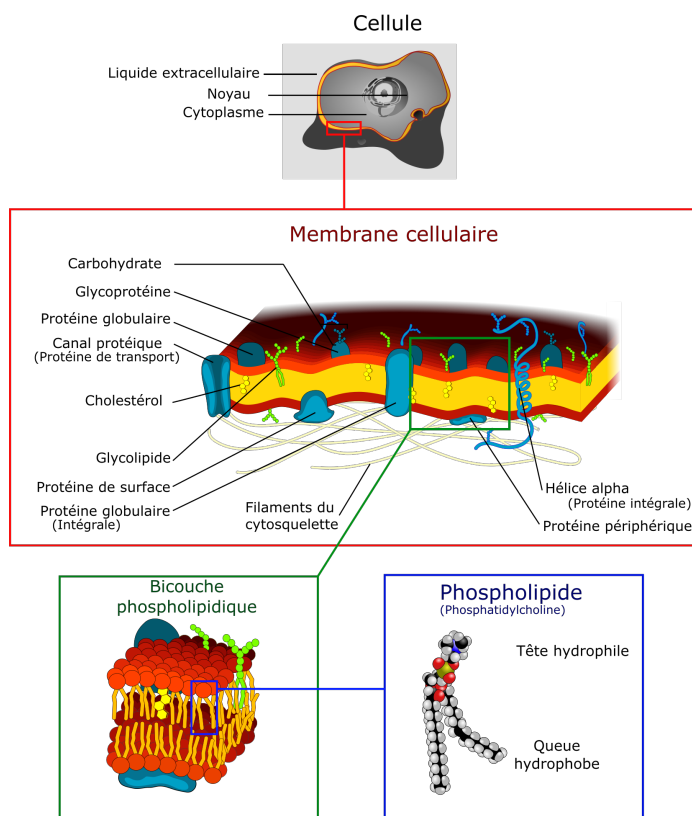 Cellule
Liquide extracellulaire
Noyau
Cytoplasme
Membrane cellulaire
Carbohydrate
Glycoprotéine
Protéine globulaire
Canal protéique
(Protéine de transport)
Cholestérol
Glycolipide
Protéine de surface
Protéine globulaire
(Intégrale)
Filaments du
cytosquelette
Hélice alpha
(Protéine intégrale)
Protéine périphérique
Bicouche
phospholipidique
Phospholipide
(Phosphatidylcholine)
Tête hydrophile
Queue
hydrophobe